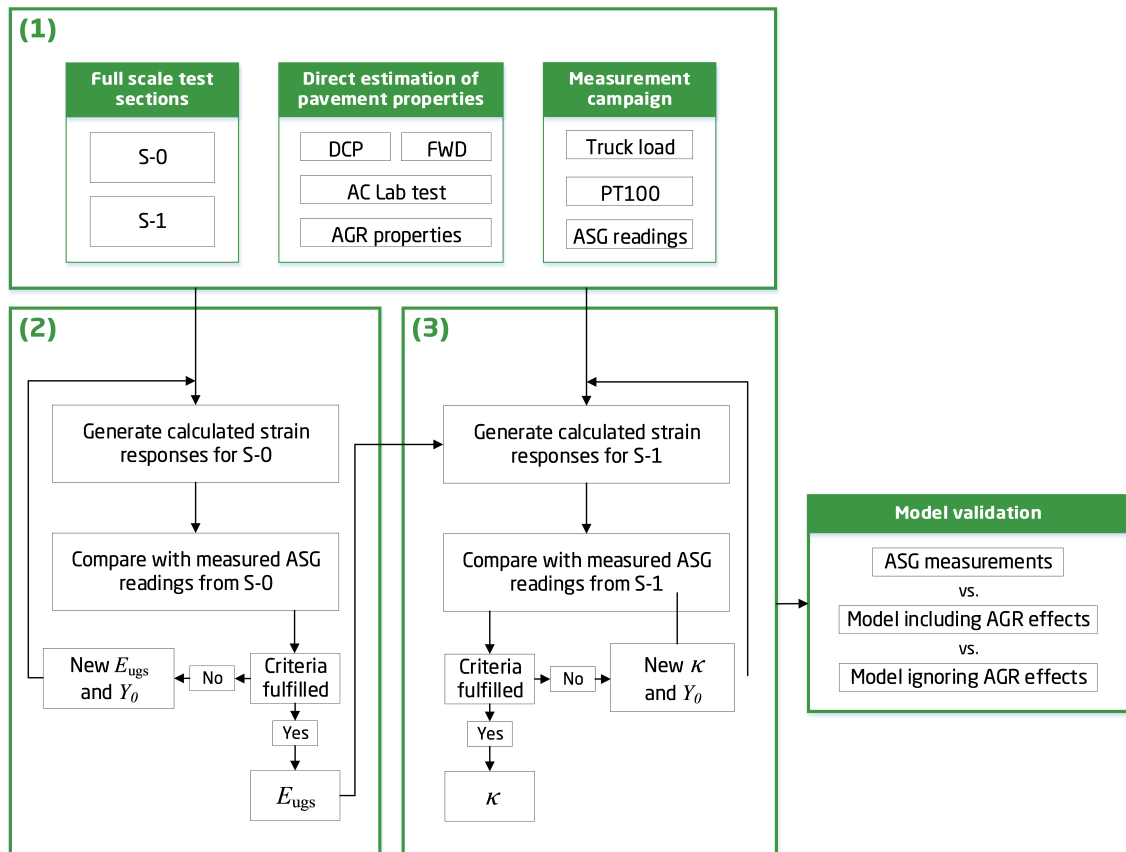 (1)
Full scale test
sections
S-0
S-1
Direct estimation of
pavement properties
DCP
FWD
AC Lab test
AGR properties
Measurement
campaign
Truck load
PT100
ASG readings
(2)
Generate calculated strain
responses for S-0
Compare with measured ASG
readings from S-0
Criteria
fulfilled
No
New E_ugs
and Y_0
Yes
E_ugs
(3)
Generate calculated strain
responses for S-1
Compare with measured ASG
readings from S-1
Criteria
fulfilled
No
New κ
and Y_0
Yes
κ
Model validation
ASG measurements
vs.
Model including AGR effects
vs.
Model ignoring AGR effects